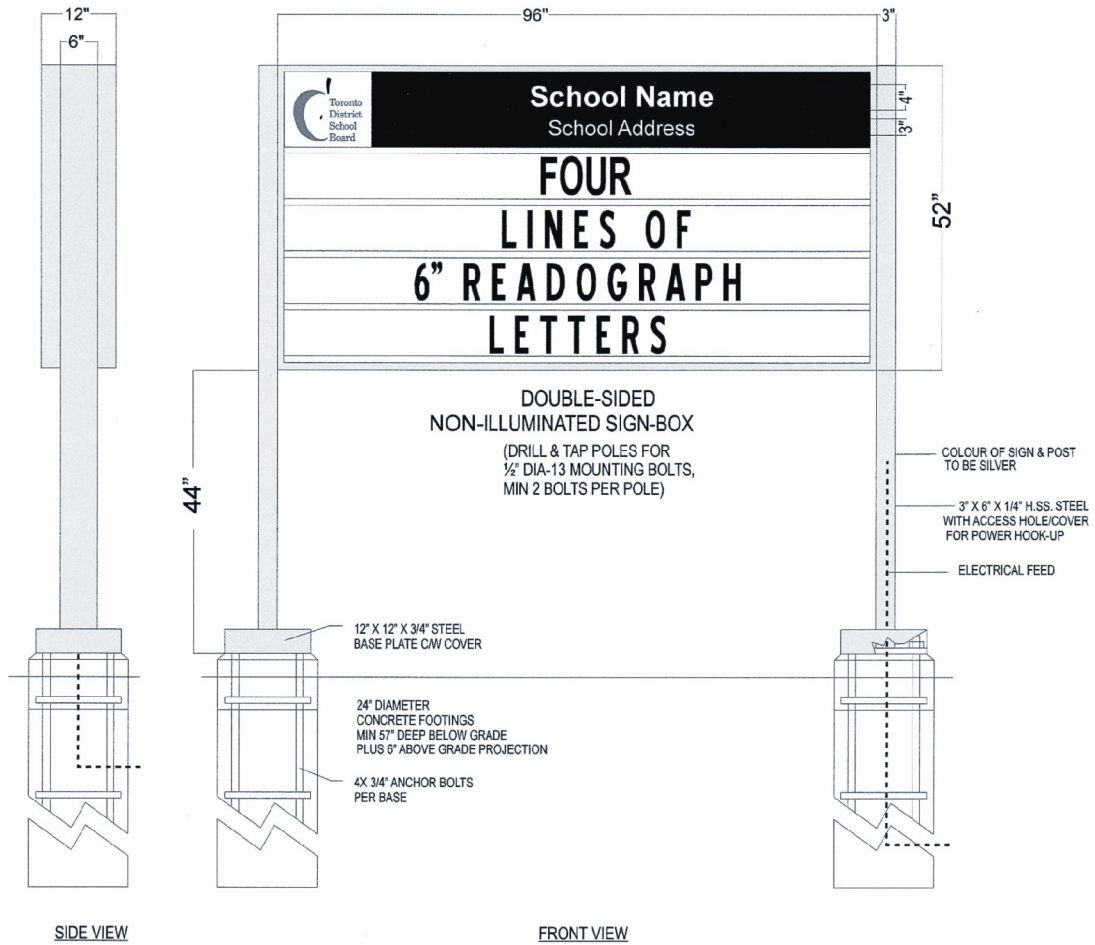 12"
6"
96"
3"
Toronto
District
School
Board
School Name
School Address
4"
3"
FOUR
LINES OF
6” READOGRAPH
LETTERS
52”
DOUBLE-SIDED
NON-ILLUMINATED SIGN-BOX
(DRILL & TAP POLES FOR
½" DIA-13 MOUNTING BOLTS,
MIN 2 BOLTS PER POLE)
44”
COLOUR OF SIGN & POST
TO BE SILVER
3" X 6" X 1/4" H.SS. STEEL
WITH ACCESS HOLE/COVER
FOR POWER HOOK-UP
ELECTRICAL FEED
12" X 12" X 3/4" STEEL
BASE PLATE C/W COVER
24" DIAMETER
CONCRETE FOOTINGS
MIN 57" DEEP BELOW GRADE
PLUS 6" ABOVE GRADE PROJECTION
4X 3/4" ANCHOR BOLTS
PER BASE
SIDE VIEW
FRONT VIEW